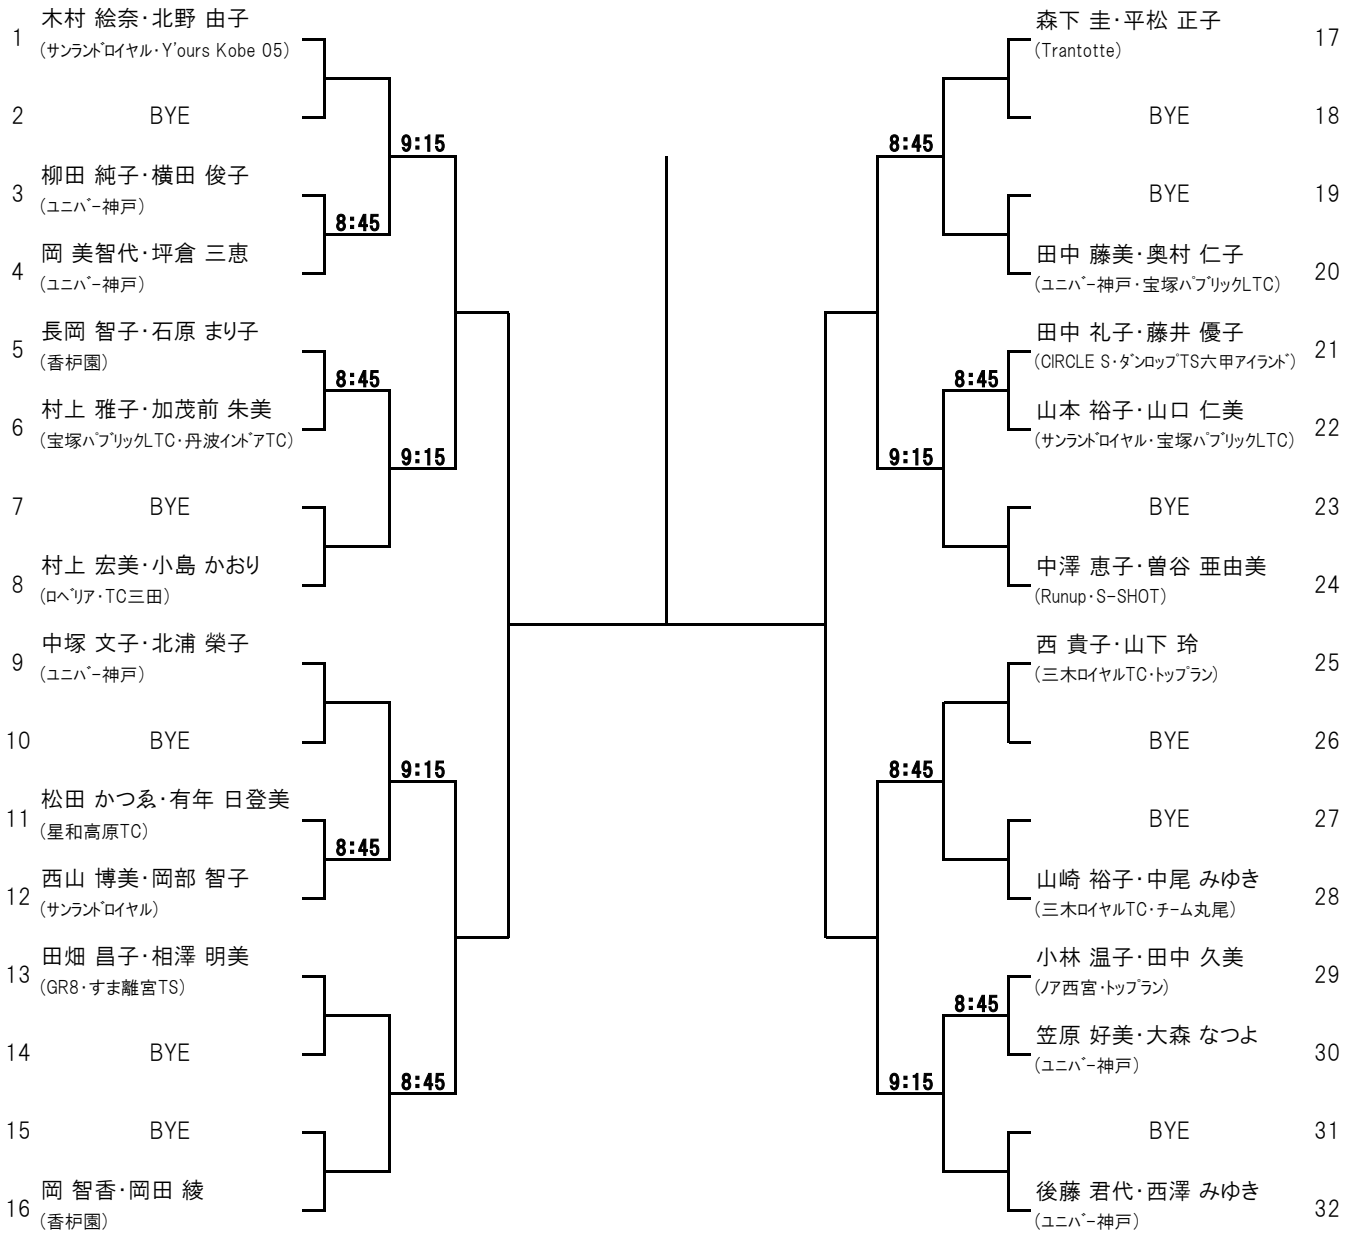 1 木村 絵奈・北野 由子
(サンランドロイヤル・Y'ours Kobe 05)
2 BYE
9:15
3 柳田 純子・横田 俊子
(ユニバー神戸)
8:45
4 岡 美智代・坪倉 三恵
(ユニバー神戸)
5 長岡 智子・石原 まり子
(香枦園)
8:45
6 村上 雅子・加茂前 朱美
(宝塚パブリックLTC・丹波インドアTC)
9:15
7 BYE
8 村上 宏美・小島 かおり
(ロペリア・TC三田)
9 中塚 文子・北浦 榮子
(ユニバー神戸)
10 BYE
9:15
11 松田 かつゑ・有年 日登美
(星和高原TC)
8:45
12 西山 博美・岡部 智子
(サンランドロイヤル)
13 田畑 昌子・相澤 明美
(GR8・すま離宮TS)
14 BYE
8:45
15 BYE
16 岡 智香・岡田 綾
(香枦園)
森下 圭・平松 正子 17
(Trantotte)
BYE 18
8:45
BYE 19
田中 藤美・奥村 仁子 20
(ユニバー神戸・宝塚パブリックLTC)
田中 礼子・藤井 優子 21
(CIRCLE S・ダンロップTS六甲アイランド)
8:45
山本 裕子・山口 仁美 22
(サンランドロイヤル・宝塚パブリックLTC)
9:15
BYE 23
中澤 恵子・曽谷 亜由美 24
(Runup・S-SHOT)
西 貴子・山下 玲 25
(三木ロイヤルTC・トップラン)
BYE 26
8:45
BYE 27
山崎 裕子・中尾 みゆき 28
(三木ロイヤルTC・チーム丸尾)
小林 温子・田中 久美 29
(ノア西宮・トップラン)
8:45
笠原 好美・大森 なつよ 30
(ユニバー神戸)
9:15
BYE 31
後藤 君代・西澤 みゆき 32
(ユニバー神戸)